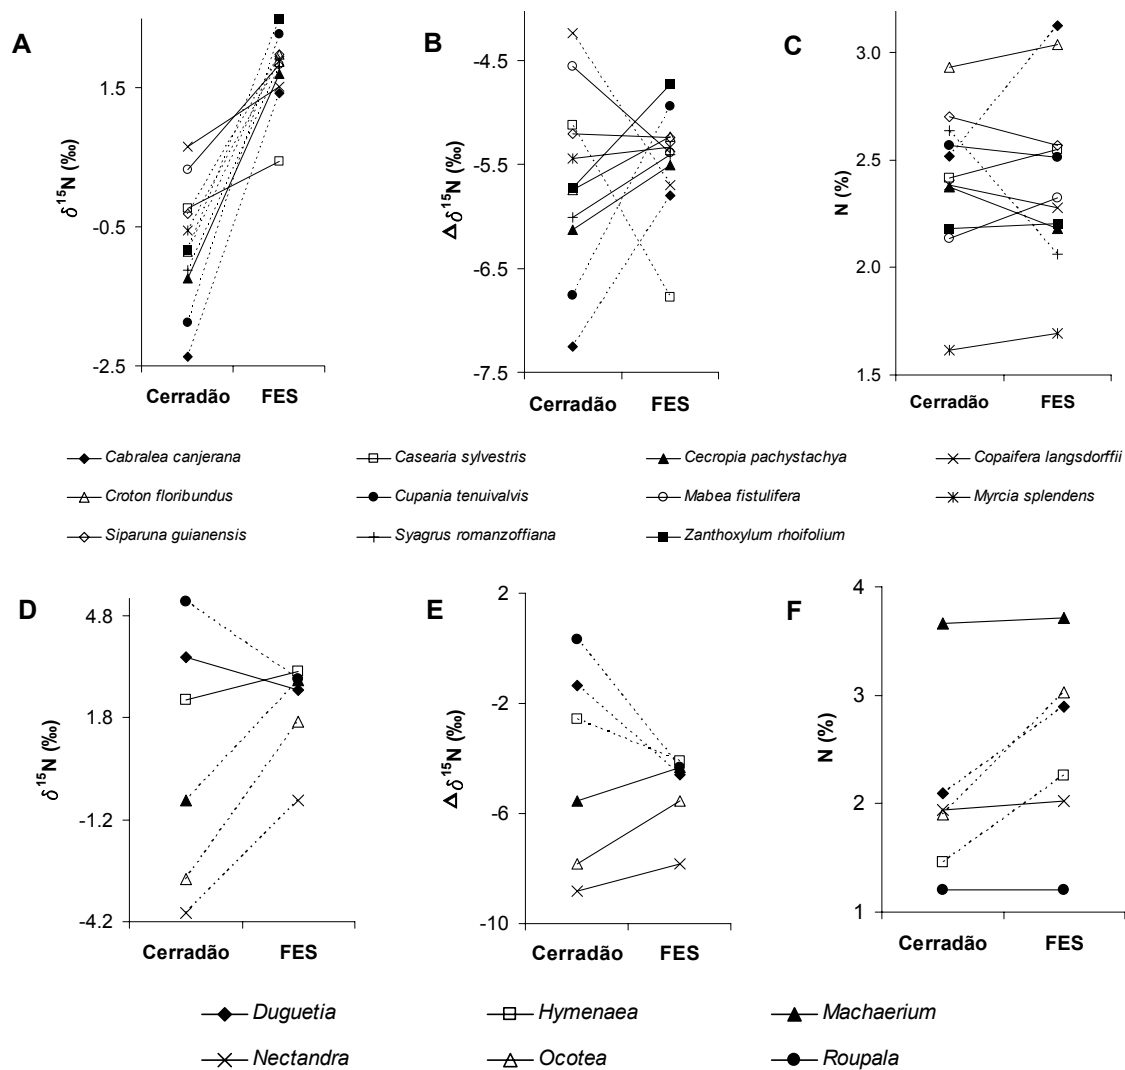 A
δ ¹⁵N (‰)
1.5
-0.5
-2.5
Cerradão FES
B
Δ δ ¹⁵N (‰)
-4.5
-5.5
-6.5
-7.5
Cerradão FES
C
N (%)
3.0
2.5
2.0
1.5
Cerradão FES
Cabralea canjerana Casearia sylvestris Cecropia pachystachya Copaifera langsdorffii
Croton floribundus Cupania tenuivalvis Mabea fistulifera Myrcia splendens
Siparuna guianensis Syagrus romanzoffiana Zanthoxylum rhoifolium
D
δ ¹⁵N (‰)
4.8
1.8
-1.2
-4.2
Cerradão FES
E
Δ δ ¹⁵N (‰)
2
-2
-6
-10
Cerradão FES
F
N (%)
4
3
2
1
Cerradão FES
Duguetia Hymenaea Machaerium
Nectandra Ocotea Roupala